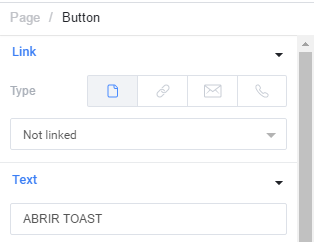 Page / Button
Link
Type
Not linked
Text
ABRIR TOAST